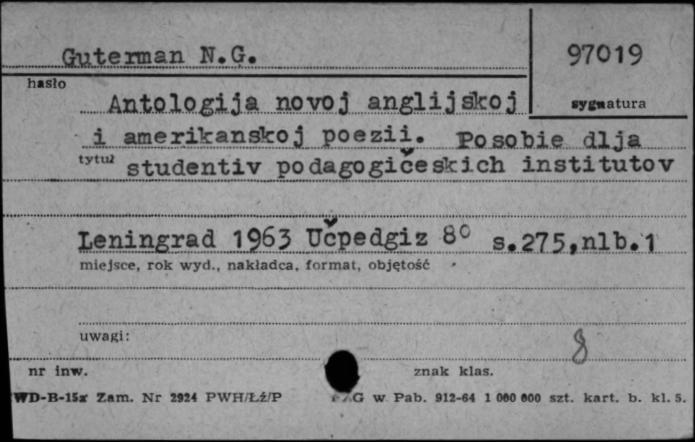 Guterman N.G.
97019
hasło
sygnatura
Antologija novoj anglijskoj
i amerikanskoj poezii. Posobie dlja
tytuł
studentiv podagogičeskich institutov
Leningrad 1963 Učpedgiz 8° s.275,nlb.1
miejsce, rok wyd., nakładca, format, objętość
uwagi:
8
nr inw.
znak klas.
WD-B-15a Zam. Nr 2924 PWH/Łź/P
G w Pab. 912-64 1 000 000 szt. kart. b. kl. 5.